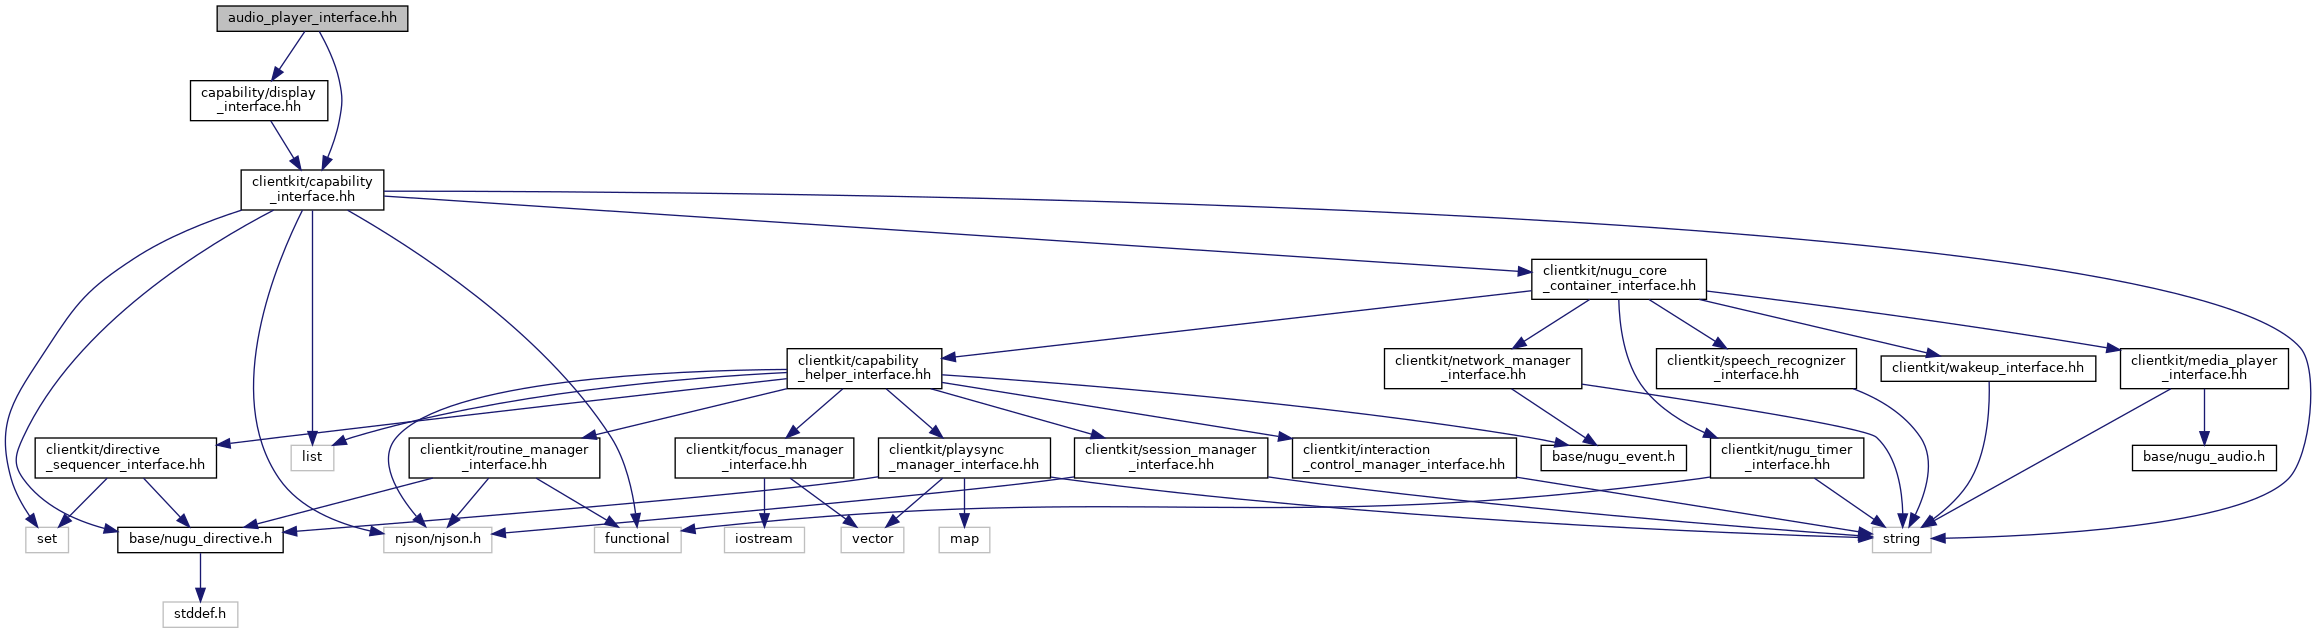 audio_player_interface.hh
capability/display
_interface.hh
clientkit/capability
_interface.hh
clientkit/nugu_core
_container_interface.hh
clientkit/capability
_helper_interface.hh
clientkit/network_manager
_interface.hh
clientkit/speech_recognizer
_interface.hh
clientkit/wakeup_interface.hh
clientkit/media_player
_interface.hh
clientkit/directive
_sequencer_interface.hh
list
clientkit/routine_manager
_interface.hh
clientkit/focus_manager
_interface.hh
clientkit/playsync
_manager_interface.hh
clientkit/session_manager
_interface.hh
clientkit/interaction
_control_manager_interface.hh
base/nugu_event.h
clientkit/nugu_timer
_interface.hh
base/nugu_audio.h
set
base/nugu_directive.h
njson/njson.h
functional
iostream
vector
map
string
stddef.h